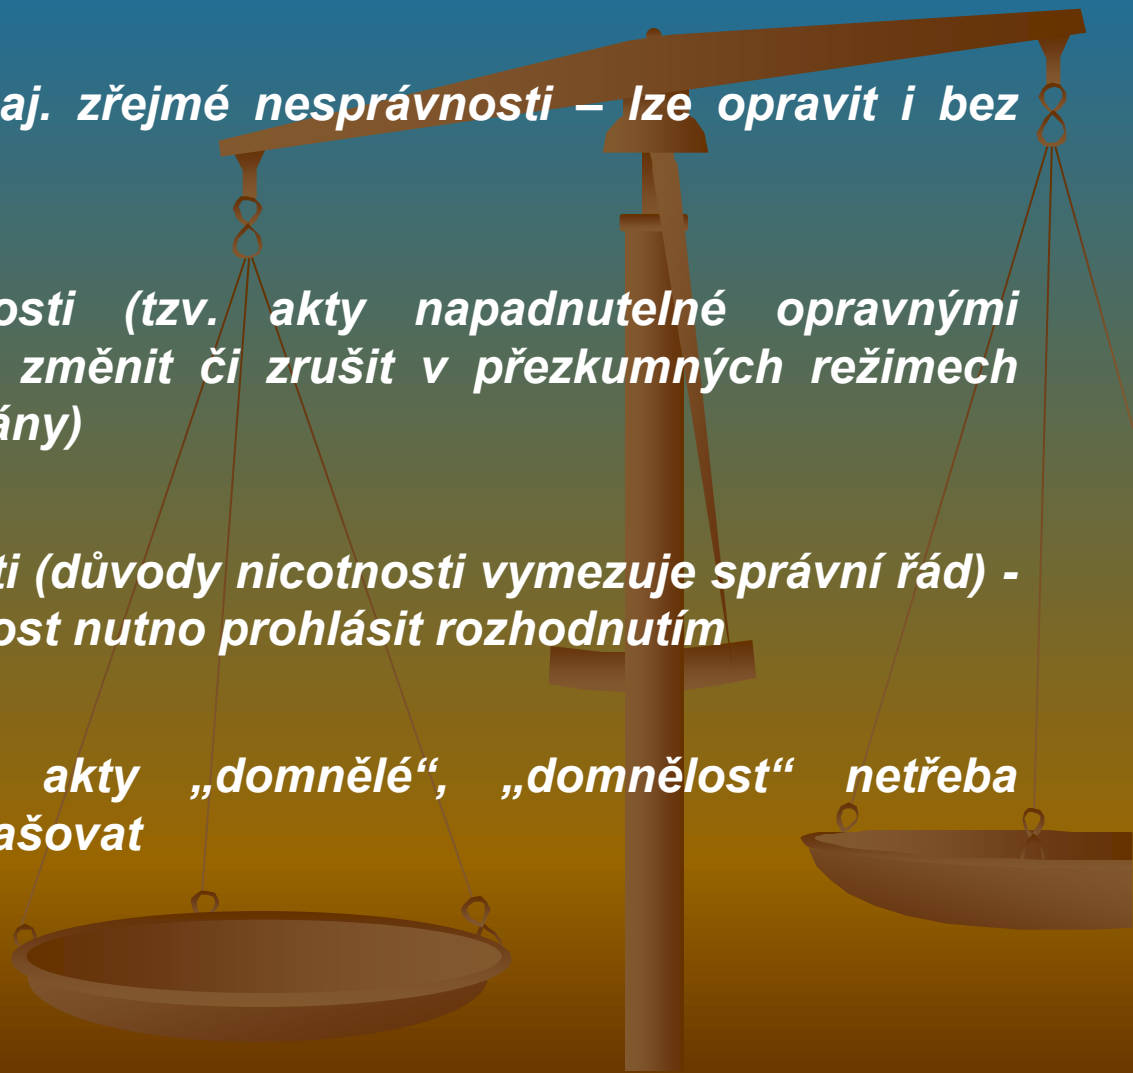 aj. zřejmé nesprávnosti – lze opravit i bez
osti (tzv. akty napadnutelné opravnými
změnit či zrušit v přezkumných režimech
ány)
ti (důvody nicotnosti vymezuje správní řád) -
ost nutno prohlásit rozhodnutím
akty „domnělé“, „domnělost“ netřeba
ašovat